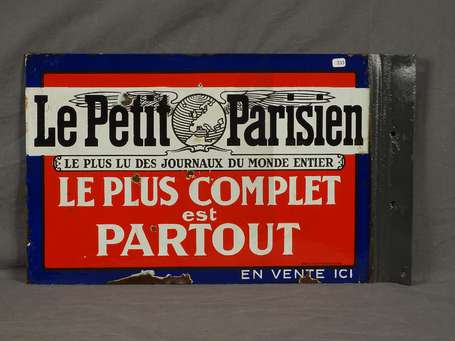 Le Petit Parisien
LE PLUS LU DES JOURNAUX DU MONDE ENTIER
LE PLUS COMPLET
est
PARTOUT
EN VENTE ICI